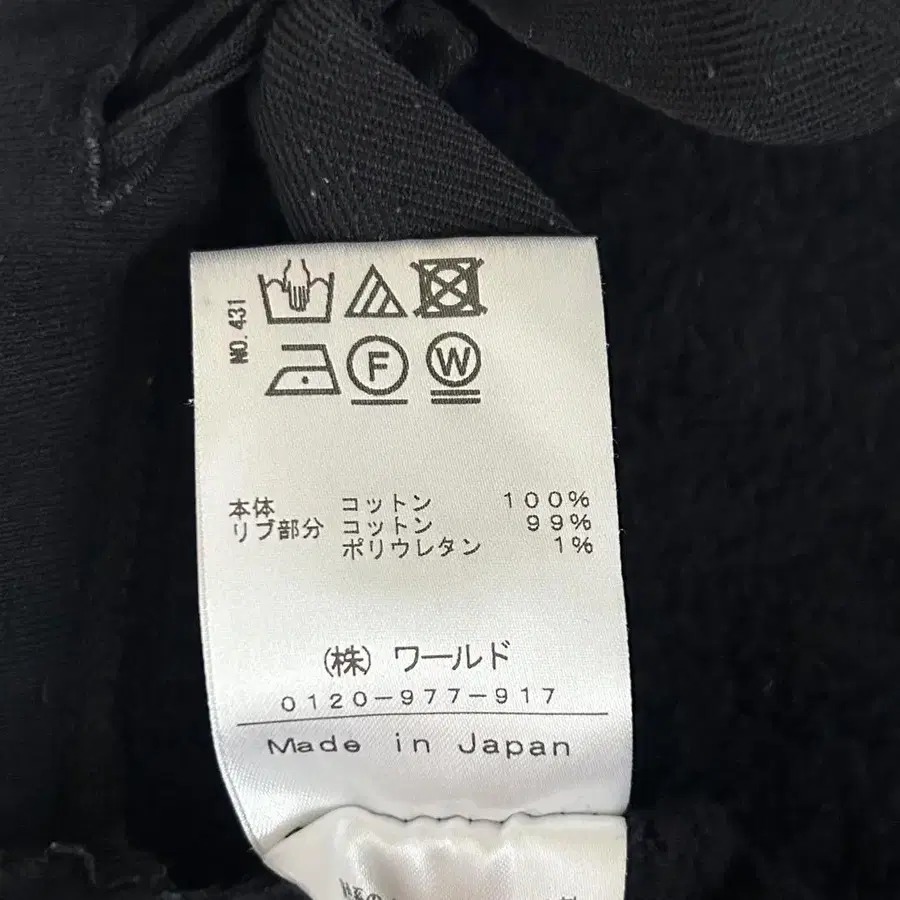 NO.431
F
W
本体 コットン 100%
リブ部分 コットン 99%
ポリウレタン 1%
(株) ワールド
0120-977-917
Made in Japan